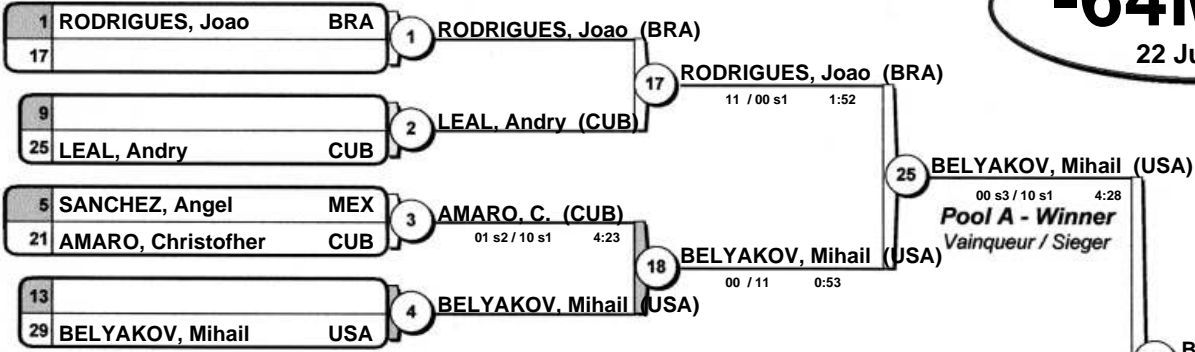 -64
22 Ju
1 RODRIGUES, Joao BRA
17
1 RODRIGUES, Joao (BRA)
9
25 LEAL, Andry CUB
2 LEAL, Andry (CUB)
17 RODRIGUES, Joao (BRA)
11 / 00 s1 1:52
5 SANCHEZ, Angel MEX
21 AMARO, Christofher CUB
3 AMARO, C. (CUB)
01 s2 / 10 s1 4:23
13
29 BELYAKOV, Mihail USA
4 BELYAKOV, Mihail (USA)
18 BELYAKOV, Mihail (USA)
00 / 11 0:53
25 BELYAKOV, Mihail (USA)
00 s3 / 10 s1 4:28
Pool A - Winner
Vainqueur / Sieger
B